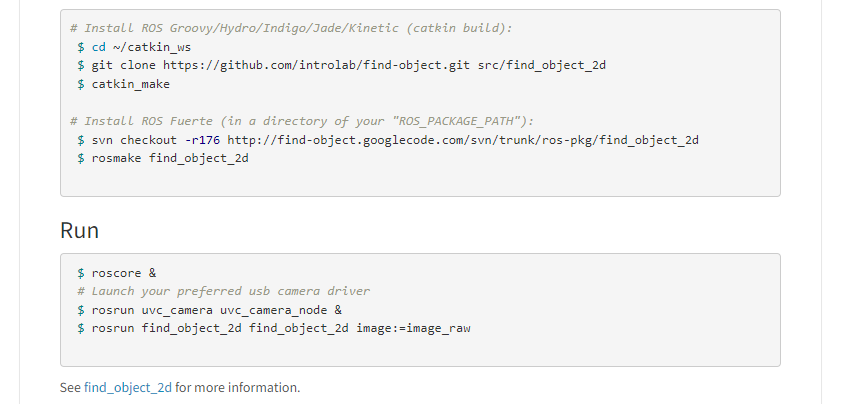 # Install ROS Groovy/Hydro/Indigo/Jade/Kinetic (catkin build):
$ cd ~/catkin_ws
$ git clone https://github.com/introlab/find-object.git src/find_object_2d
$ catkin_make
# Install ROS Fuerte (in a directory of your "ROS_PACKAGE_PATH"):
$ svn checkout -r176 http://find-object.googlecode.com/svn/trunk/ros-pkg/find_object_2d
$ rosmake find_object_2d
Run
$ roscore &
# Launch your preferred usb camera driver
$ rosrun uvc_camera uvc_camera_node &
$ rosrun find_object_2d find_object_2d image:=image_raw
See find_object_2d for more information.